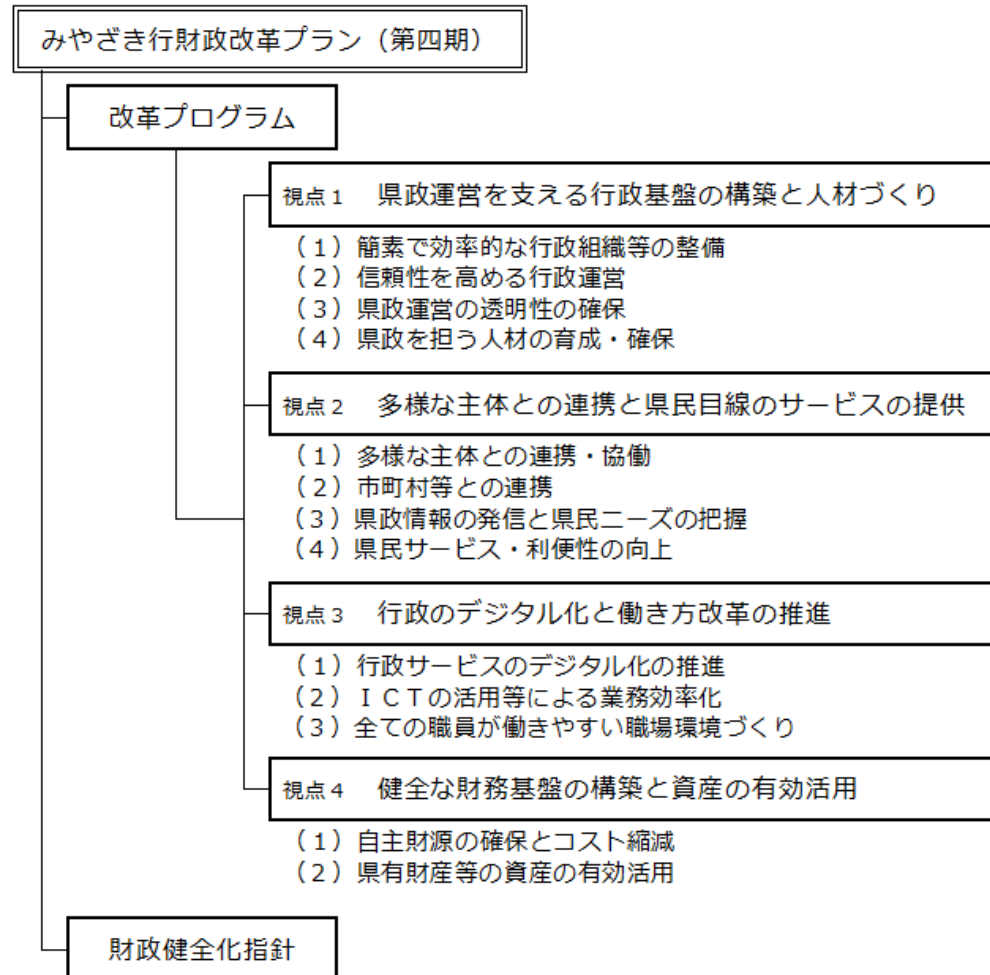 みやざき行財政改革プラン（第四期）
改革プログラム
視点１　県政運営を支える行政基盤の構築と人材づくり
（１）簡素で効率的な行政組織等の整備
（２）信頼性を高める行政運営
（３）県政運営の透明性の確保
（４）県政を担う人材の育成・確保
視点２　多様な主体との連携と県民目線のサービスの提供
（１）多様な主体との連携・協働
（２）市町村等との連携
（３）県政情報の発信と県民ニーズの把握
（４）県民サービス・利便性の向上
視点３　行政のデジタル化と働き方改革の推進
（１）行政サービスのデジタル化の推進
（２）ＩＣＴの活用等による業務効率化
（３）全ての職員が働きやすい職場環境づくり
視点４　健全な財務基盤の構築と資産の有効活用
（１）自主財源の確保とコスト縮減
（２）県有財産等の資産の有効活用
財政健全化指針